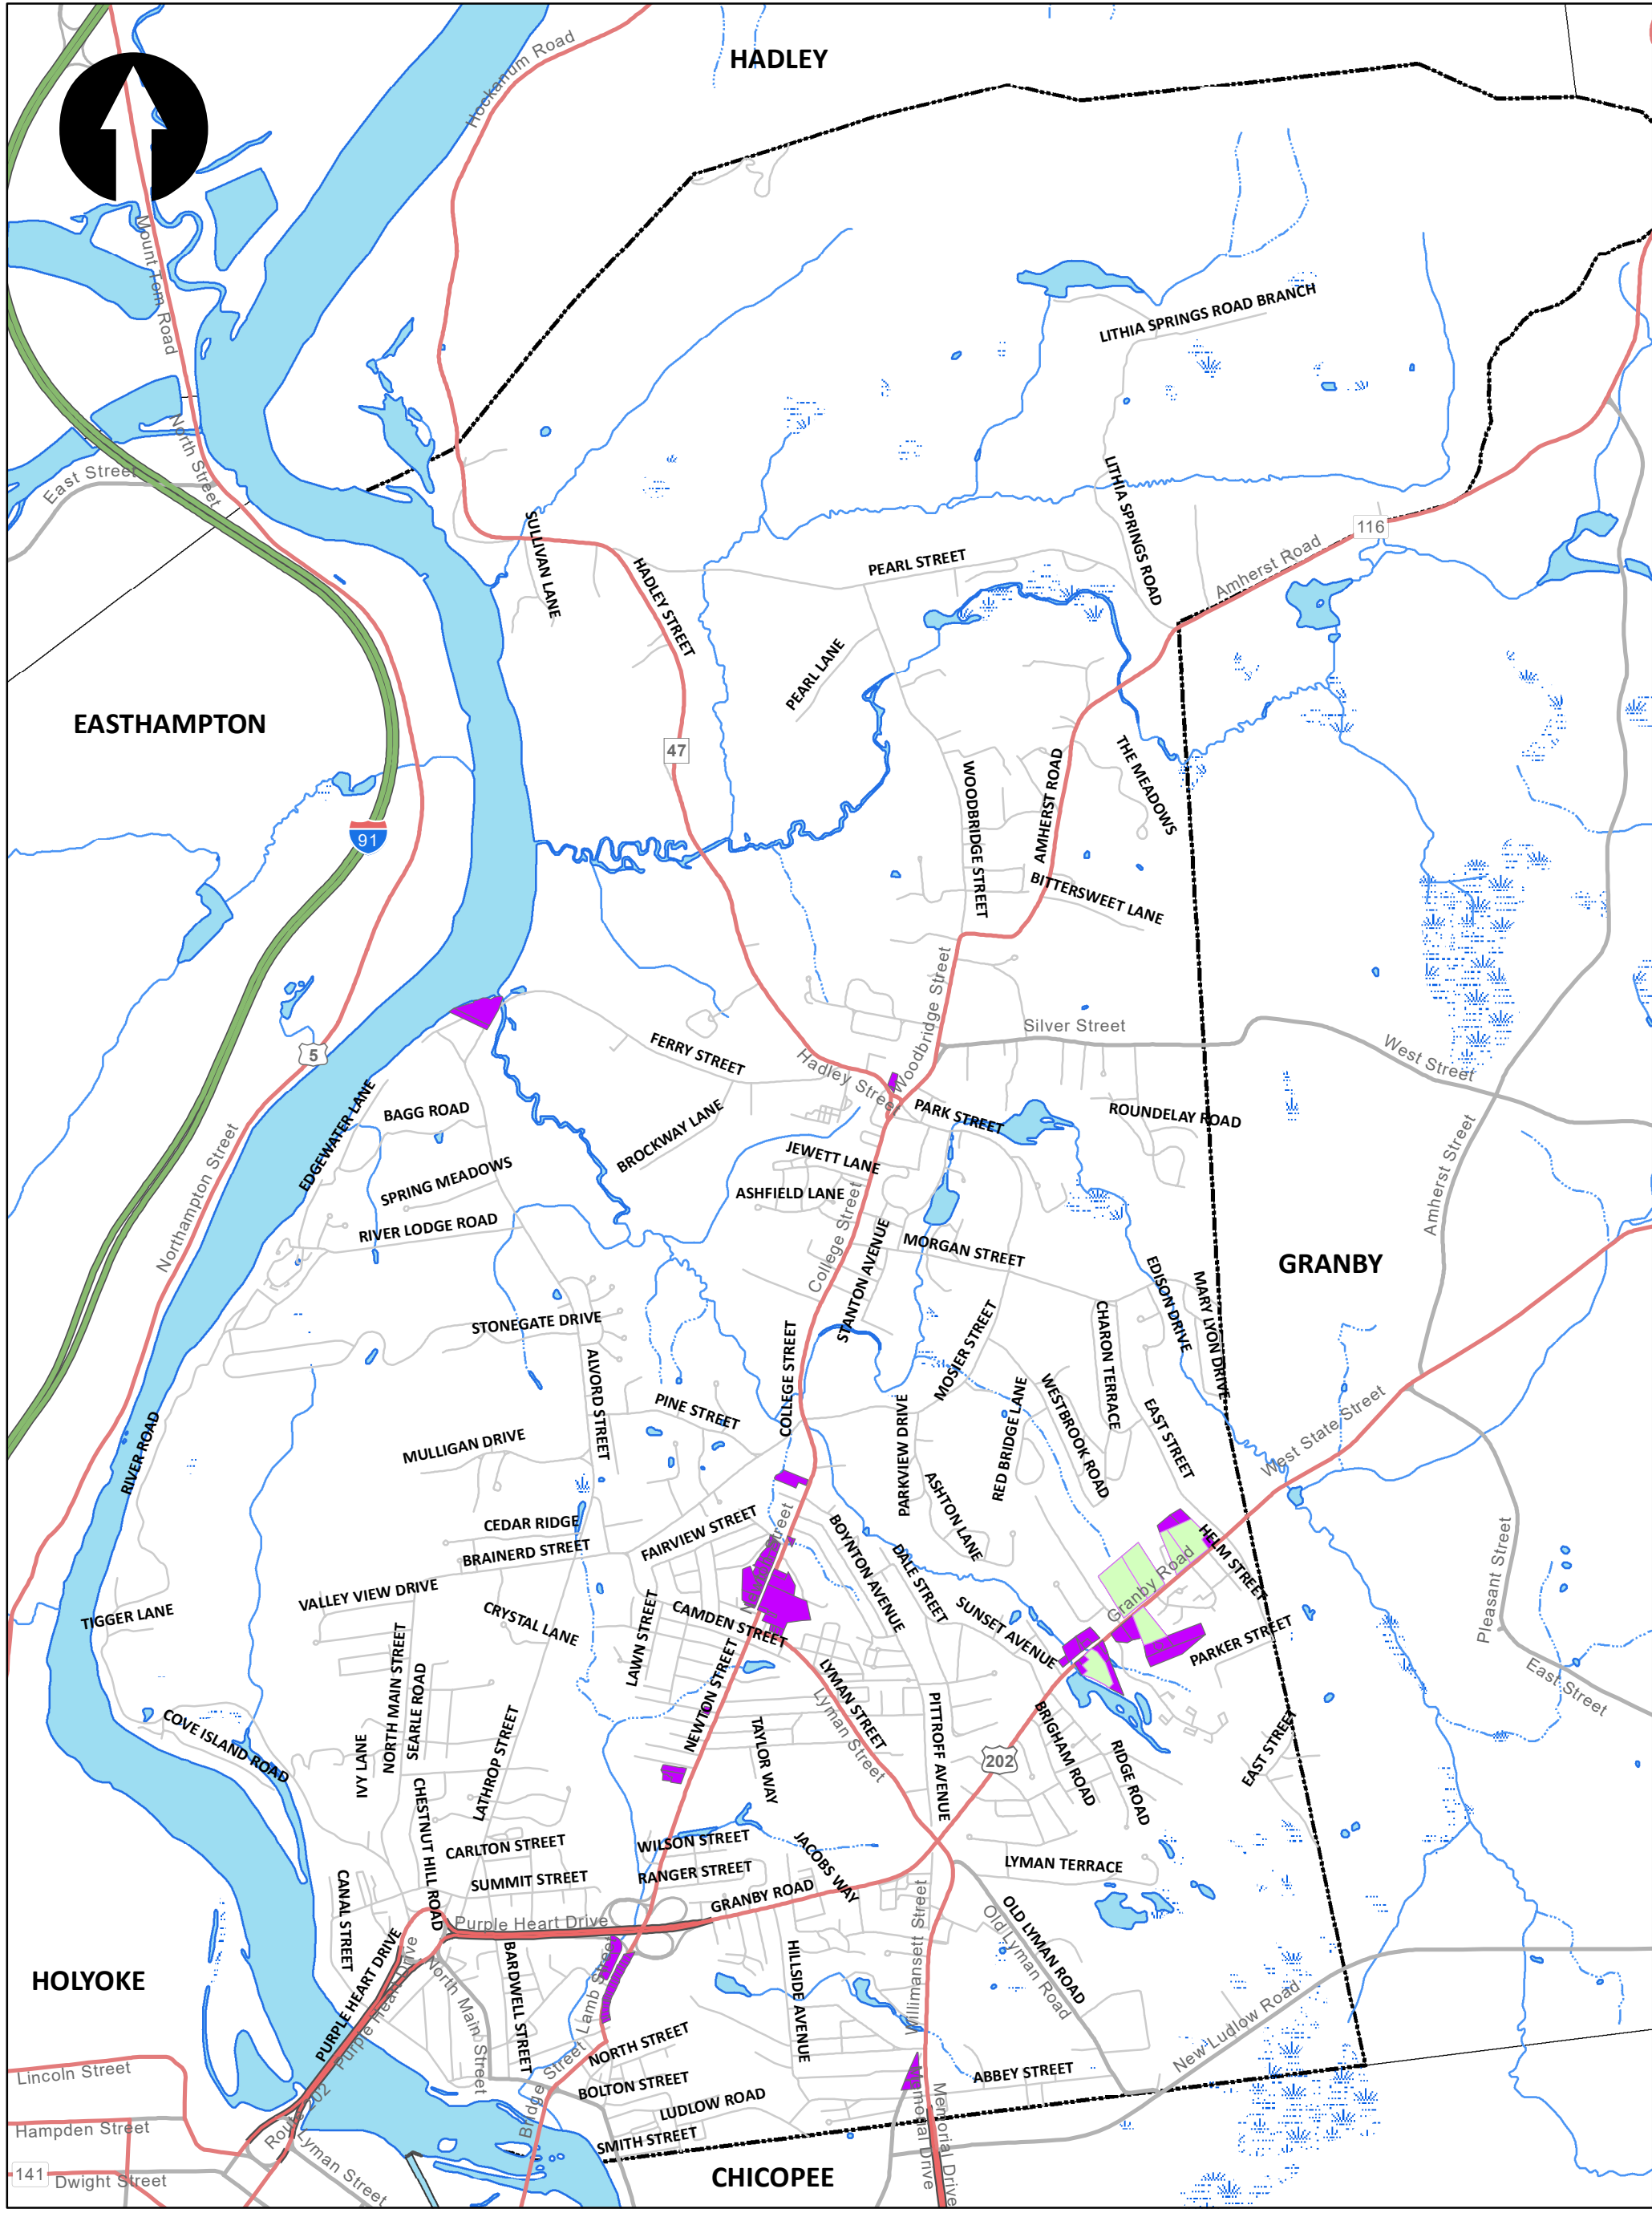 HADLEY
Hockanum Road
Mount Tom Road
LITHIA SPRINGS ROAD BRANCH
North Street
East Street
LITHIA SPRINGS ROAD
116
Amherst Road
SULLIVAN LANE
HADLEY STREET
PEARL STREET
PEARL LANE
EASTHAMPTON
47
THE MEADOWS
WOODBRIDGE STREET
AMHERST ROAD
91
BITTERSWEET LANE
Woodbridge Street
Silver Street
West Street
5
FERRY STREET
Hadley Street
EDGEWATER LANE
BAGG ROAD
BROCKWAY LANE
PARK STREET
ROUNDELAY ROAD
Amherst Street
Northampton Street
JEWETT LANE
SPRING MEADOWS
ASHFIELD LANE
RIVER LODGE ROAD
College Street
STANTON AVENUE
MORGAN STREET
GRANBY
EDISON DRIVE
MARY LYON DRIVE
STONEGATE DRIVE
COLLEGE STREET
MOSIER STREET
CHARON TERRACE
ALVORD STREET
PINE STREET
PARKVIEW DRIVE
RED BRIDGE LANE
WESTBROOK ROAD
EAST STREET
West State Street
RIVER ROAD
MULLIGAN DRIVE
ASHTON LANE
CEDAR RIDGE
FAIRVIEW STREET
BOYNTON AVENUE
DALE STREET
HELM STREET
BRAINERD STREET
Granby Road
Pleasant Street
VALLEY VIEW DRIVE
TIGGER LANE
CRYSTAL LANE
LAWN STREET
CAMDEN STREET
SUNSET AVENUE
PARKER STREET
NORTH MAIN STREET
SEARLE ROAD
NEWTON STREET
LYMAN STREET
Lyman Street
East Street
COVE ISLAND ROAD
IVY LANE
LATHROP STREET
TAYLOR WAY
PITTROFF AVENUE
202
BRIGHAM ROAD
RIDGE ROAD
EAST STREET
CHESTNUT HILL ROAD
CARLTON STREET
WILSON STREET
JACOBS WAY
LYMAN TERRACE
SUMMIT STREET
RANGER STREET
CANAL STREET
GRANBY ROAD
Purple Heart Drive
Willimansett Street
OLD LYMAN ROAD
Old Lyman Road
HOLYOKE
PURPLE HEART DRIVE
Purple Heart Drive
North Main Street
BARDWELL STREET
Lamb Street
HILLSIDE AVENUE
New Ludlow Road
NORTH STREET
Bridge Street
Lincoln Street
BOLTON STREET
ABBEY STREET
LUDLOW ROAD
Hampden Street
Route 202
Lyman Street
SMITH STREET
Memorial Drive
Memorial Drive
141
Dwight Street
CHICOPEE